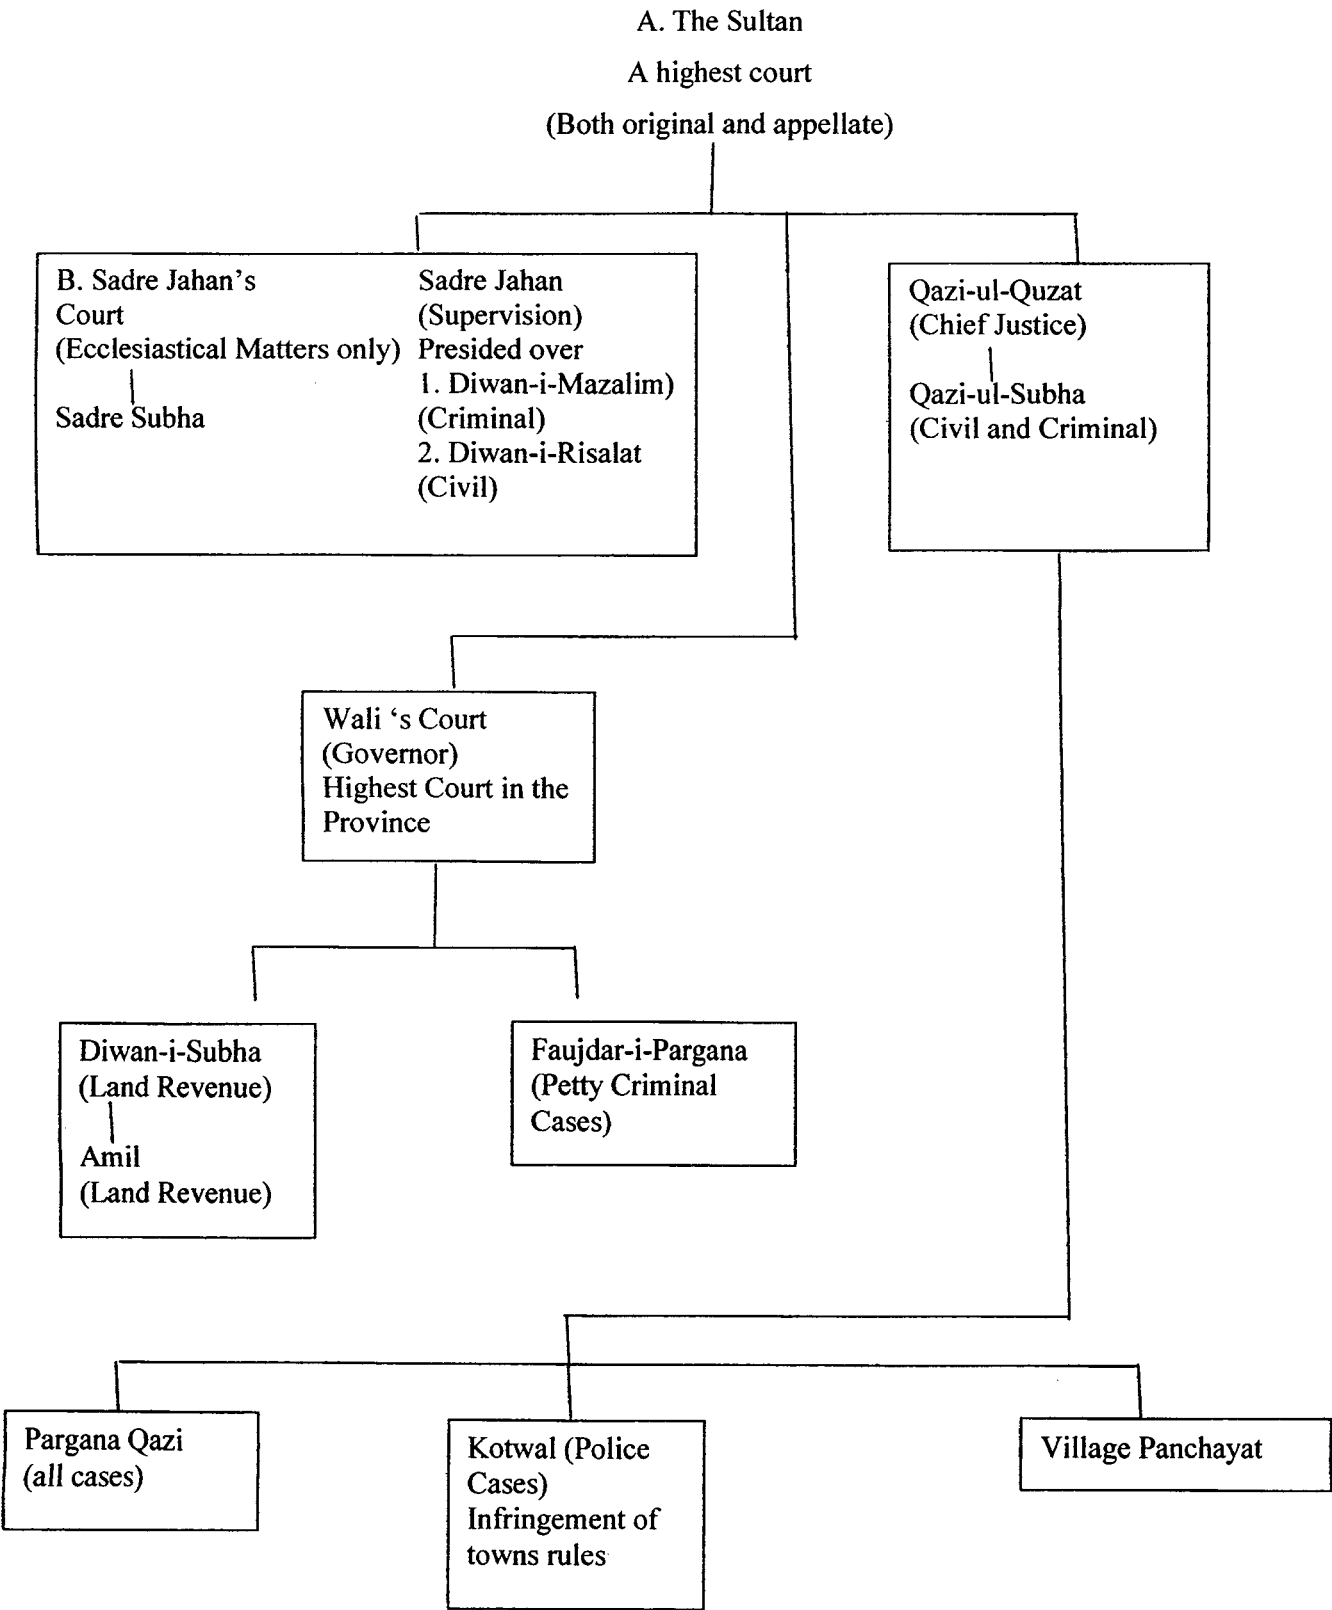 A. The Sultan
A highest court
(Both original and appellate)
B. Sadre Jahan's
Court
(Ecclesiastical Matters only)
Sadre Subha
Sadre Jahan
(Supervision)
Presided over
1. Diwan-i-Mazalim)
(Criminal)
2. Diwan-i-Risalat
(Civil)
Qazi-ul-Quzat
(Chief Justice)
Qazi-ul-Subha
(Civil and Criminal)
Wali ‘s Court
(Governor)
Highest Court in the
Province
Diwan-i-Subha
(Land Revenue)
Amil
(Land Revenue)
Faujdar-i-Pargana
(Petty Criminal
Cases)
Pargana Qazi
(all cases)
Kotwal (Police
Cases)
Infringement of
towns rules
Village Panchayat